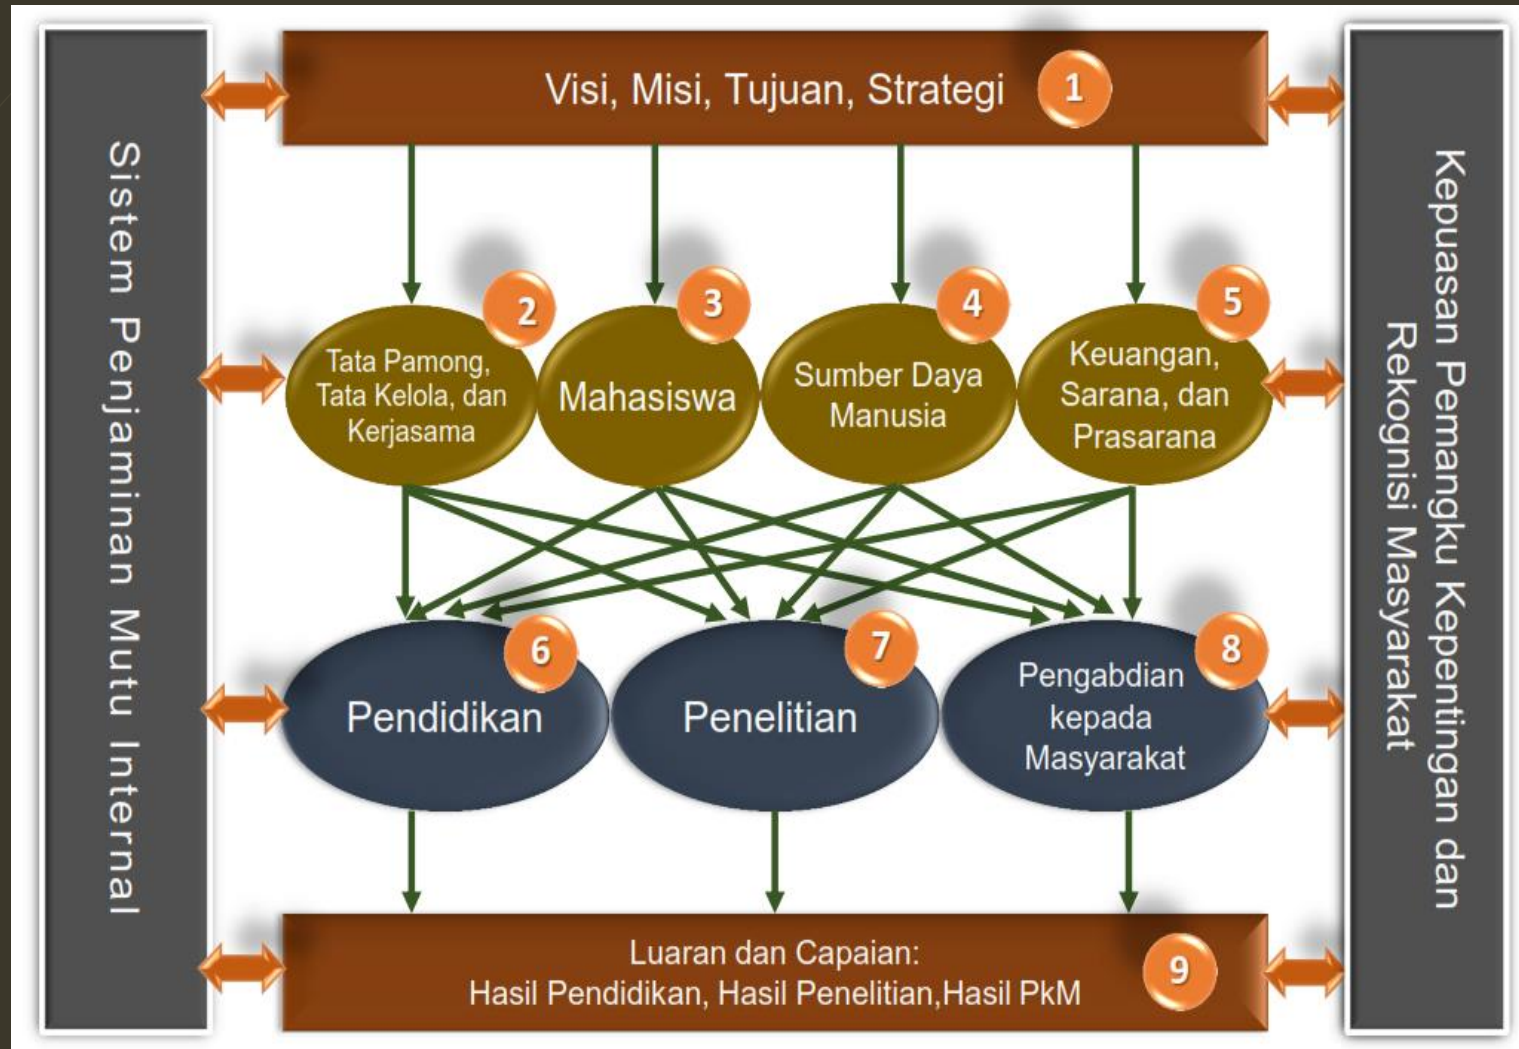 Sistem Penjaminan Mutu Internal
Visi, Misi, Tujuan, Strategi
1
2
Tata Pamong,
Tata Kelola, dan
Kerjasama
3
Mahasiswa
4
Sumber Daya
Manusia
5
Keuangan,
Sarana, dan
Prasarana
6
Pendidikan
7
Penelitian
8
Pengabdian
kepada
Masyarakat
Luaran dan Capaian:
Hasil Pendidikan, Hasil Penelitian,Hasil PkM
9
Kepuasan Pemangku Kepentingan dan
Rekognisi Masyarakat